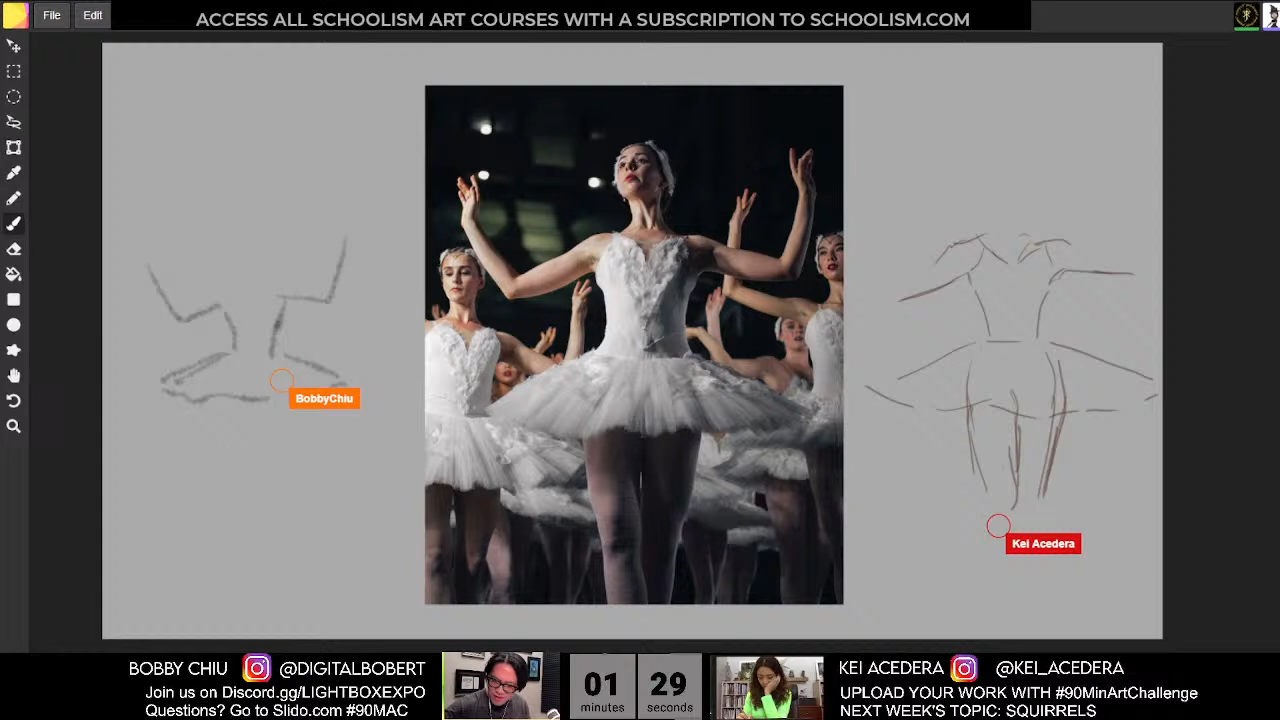 File
Edit
ACCESS ALL SCHOOLISM ART COURSES WITH A SUBSCRIPTION TO SCHOOLISM.COM
BobbyChiu
Kei Acedera
BOBBY CHIU @DIGITALBOBERT
Join us on Discord.gg/LIGHTBOXEXPO
Questions? Go to Slido.com #90MAC
01
minutes
29
seconds
KEI ACEDERA @KEI_ACEDERA
UPLOAD YOUR WORK WITH #90MinArtChallenge
NEXT WEEK'S TOPIC: SQUIRRELS